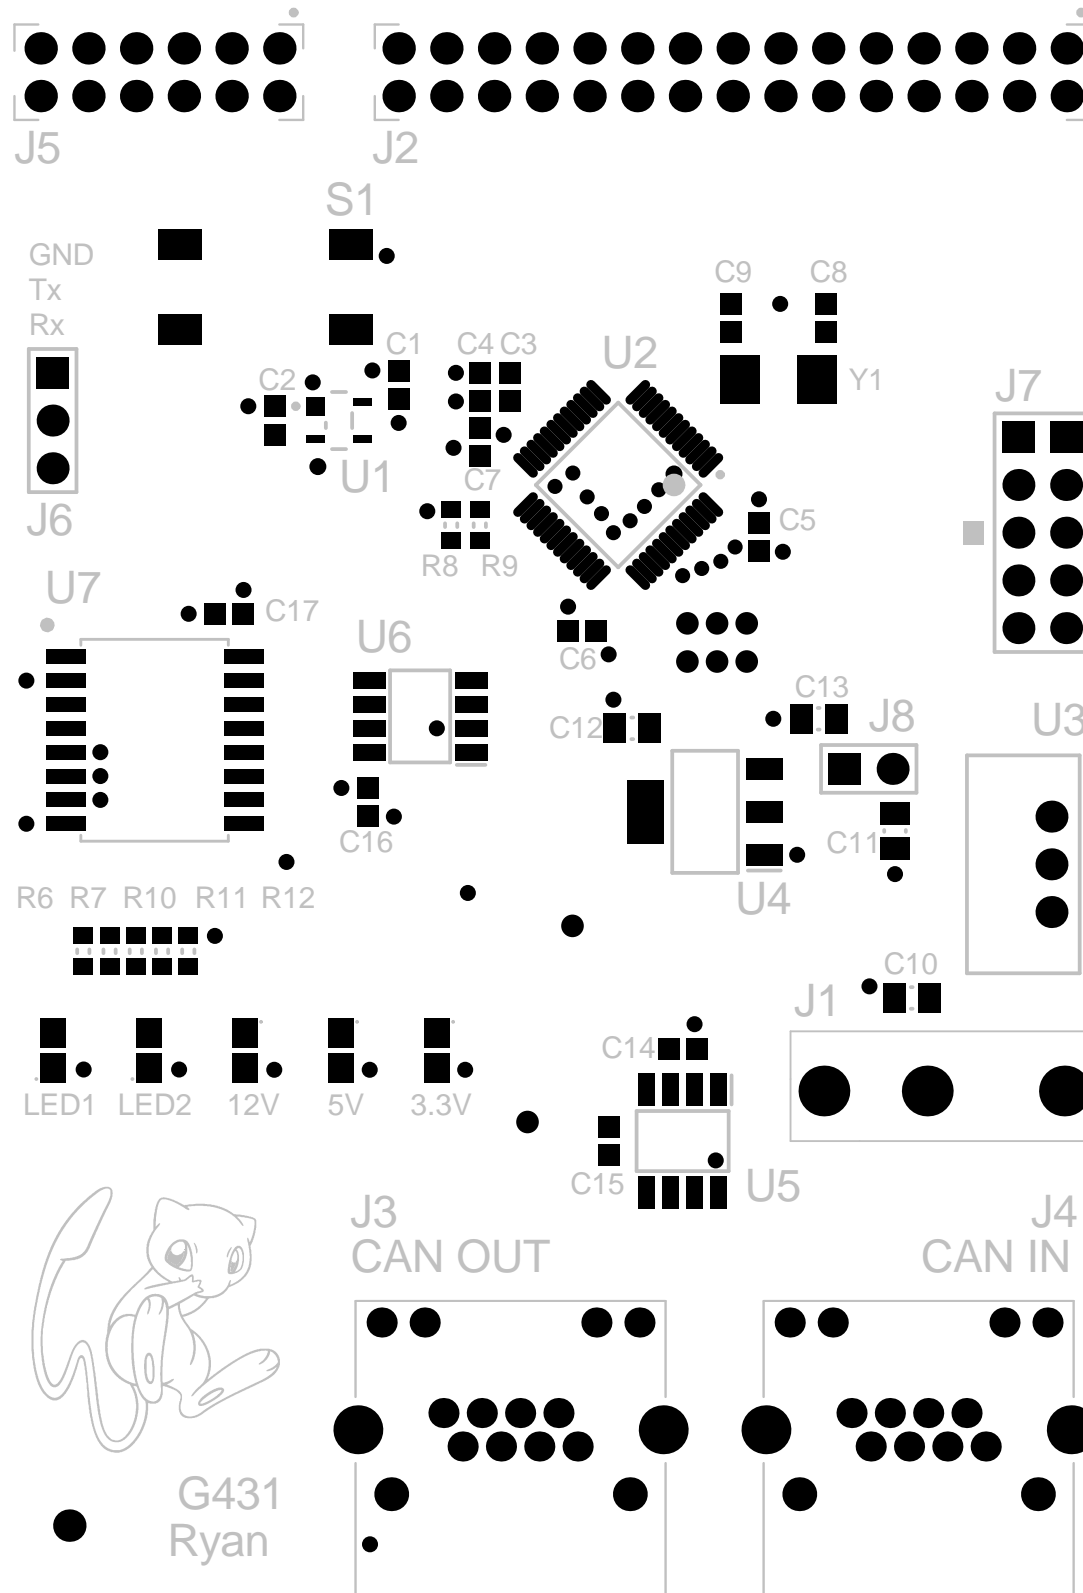 J5
J2
S1
GND
Tx
Rx
C9
C8
C1
C4 C3
U2
C2
Y1
J7
U1
C7
J6
C5
R8 R9
U7
C17
U6
C6
C13
C12
J8
U3
C16
C11
U4
R6 R7 R10 R11 R12
C10
J1
C14
LED1 LED2 12V 5V 3.3V
C15
U5
J3
CAN OUT
J4
CAN IN
G431
Ryan